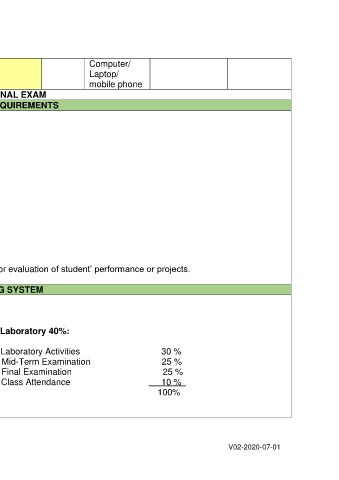 Computer/
Laptop/
mobile phone
NAL EXAM
QUIREMENTS
or evaluation of student' performance or projects.
G SYSTEM
Laboratory 40%:
Laboratory Activities 30 %
Mid-Term Examination 25 %
Final Examination 25 %
Class Attendance 10 %
100%
V02-2020-07-01